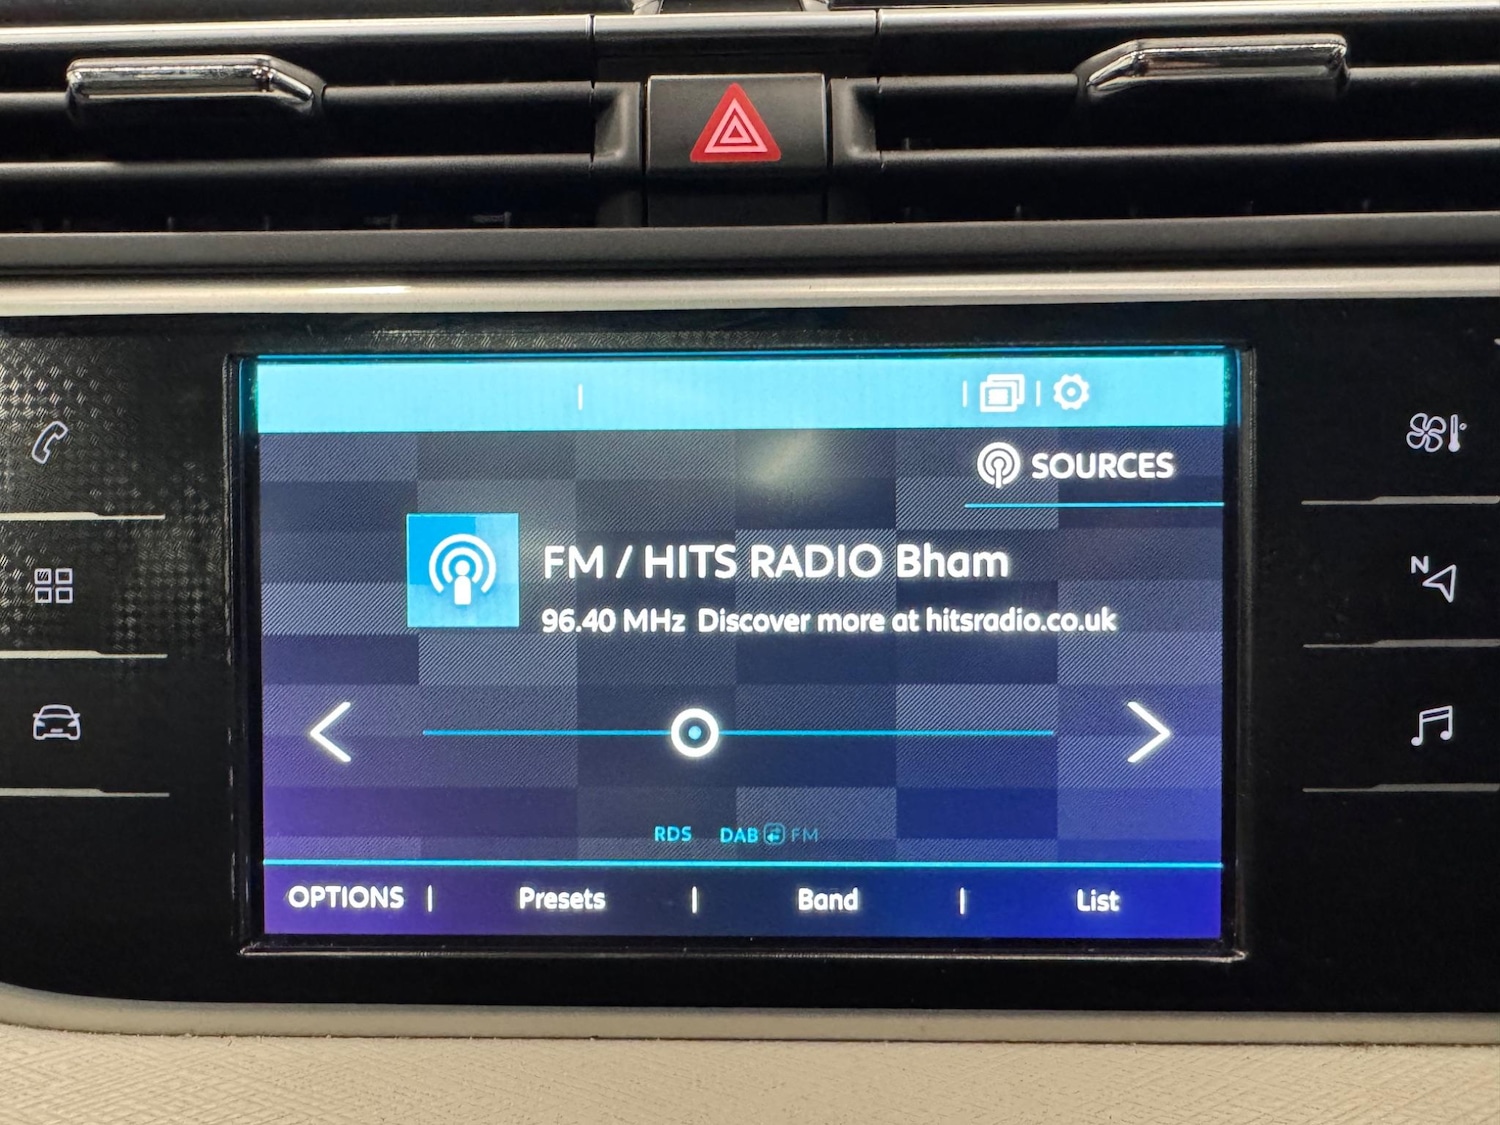 SOURCES
FM / HITS RADIO Bham
96.40 MHz Discover more at hitsradio.co.uk
N
RDS DAB FM
OPTIONS | Presets | Band | List